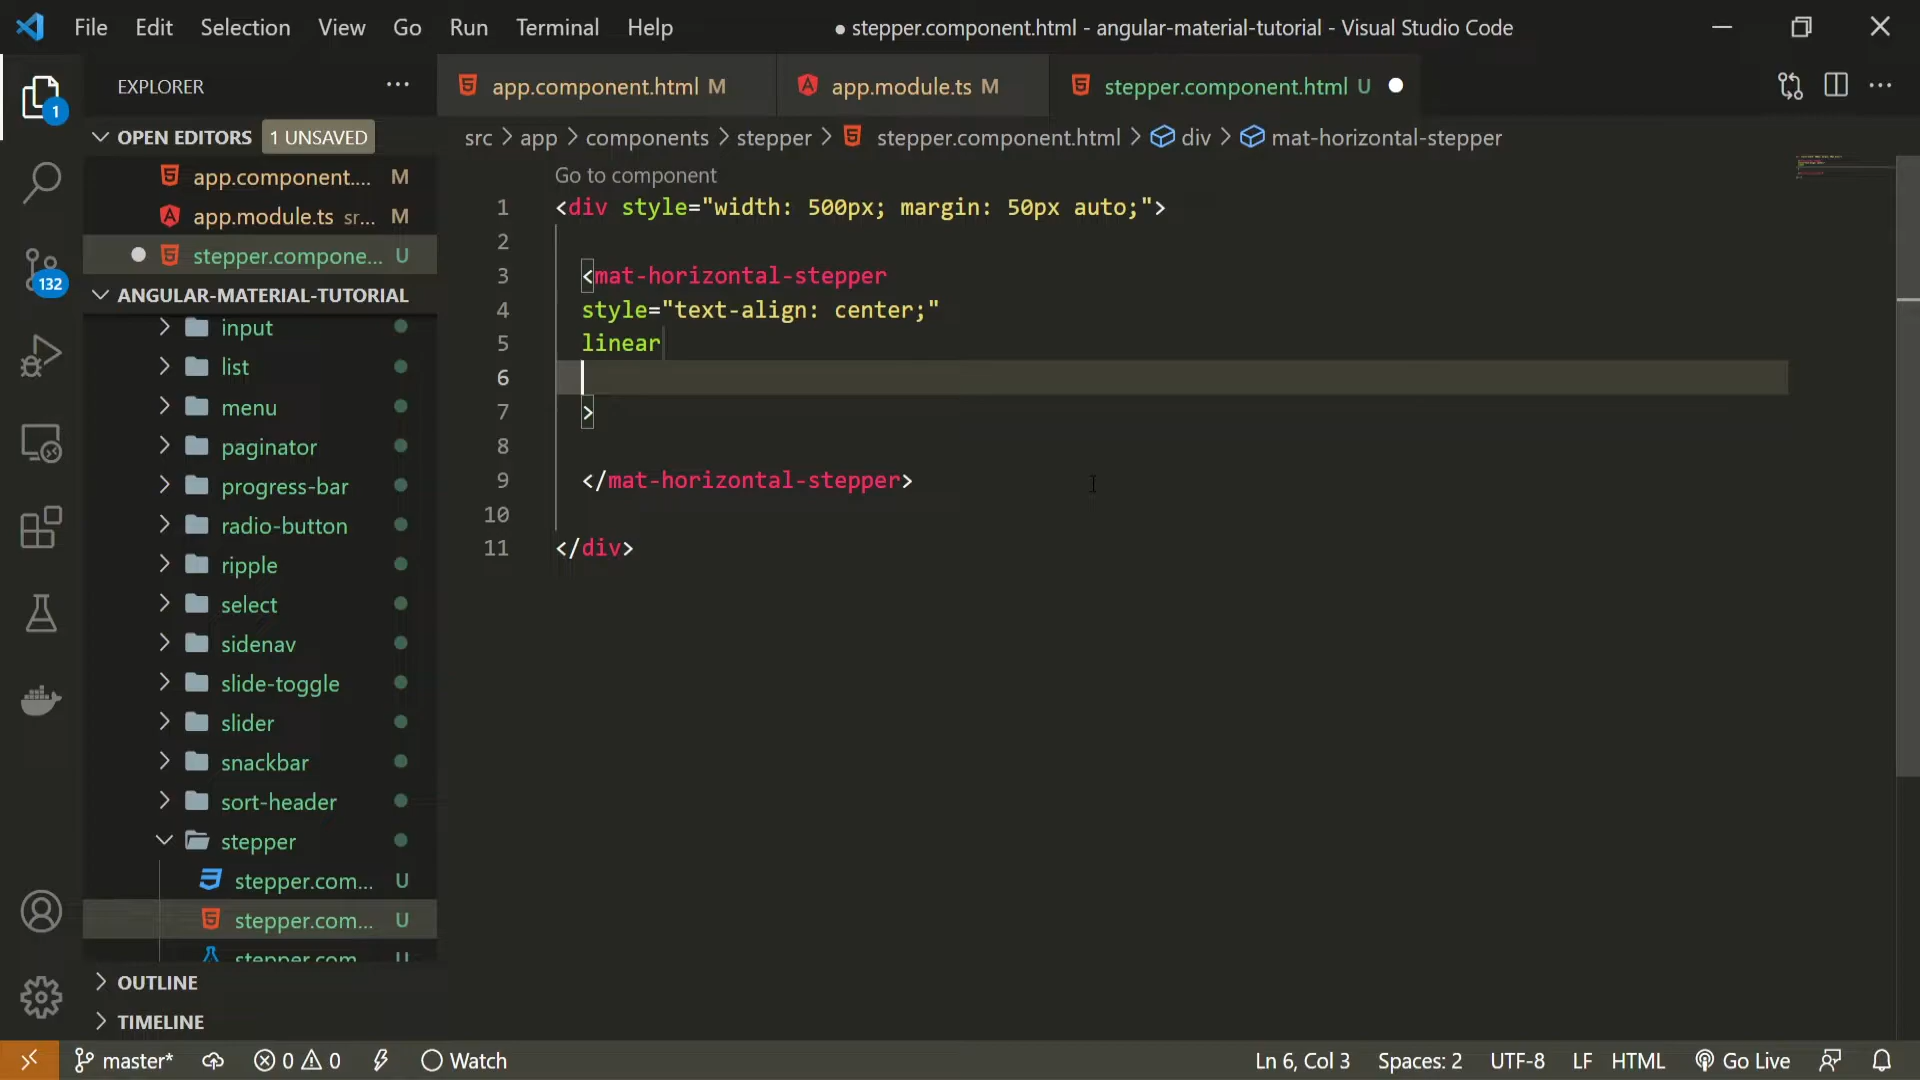 File Edit Selection View Go Run Terminal Help ● stepper.component.html - angular-material-tutorial - Visual Studio Code
EXPLORER
app.component.html M
app.module.ts M
stepper.component.html U
1
OPEN EDITORS 1 UNSAVED
src > app > components > stepper > stepper.component.html > div > mat-horizontal-stepper
app.component.... M
app.module.ts sr... M
stepper.compone... U
132
ANGULAR-MATERIAL-TUTORIAL
input
list
menu
paginator
progress-bar
radio-button
ripple
select
sidenav
slide-toggle
slider
snackbar
sort-header
stepper
stepper.com... U
stepper.com... U
stepper.com... U
OUTLINE
TIMELINE
Go to component
1 <div style="width: 500px; margin: 50px auto;">
2
3 <mat-horizontal-stepper
4 style="text-align: center;"
5 linear
6
7 >
8
9 </mat-horizontal-stepper>
10
11 </div>
master* 0 0 Watch Ln 6, Col 3 Spaces: 2 UTF-8 LF HTML Go Live